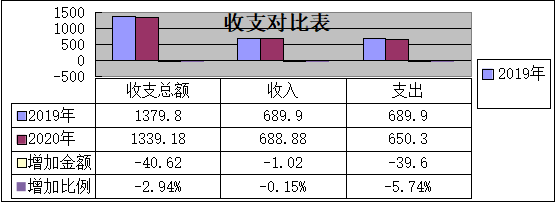 收支对比表
1500
1000
500
0
-500
2019年
收支总额 收入 支出
2019年 1379.8 689.9 689.9
2020年 1339.18 688.88 650.3
增加金额 -40.62 -1.02 -39.6
增加比例 -2.94% -0.15% -5.74%